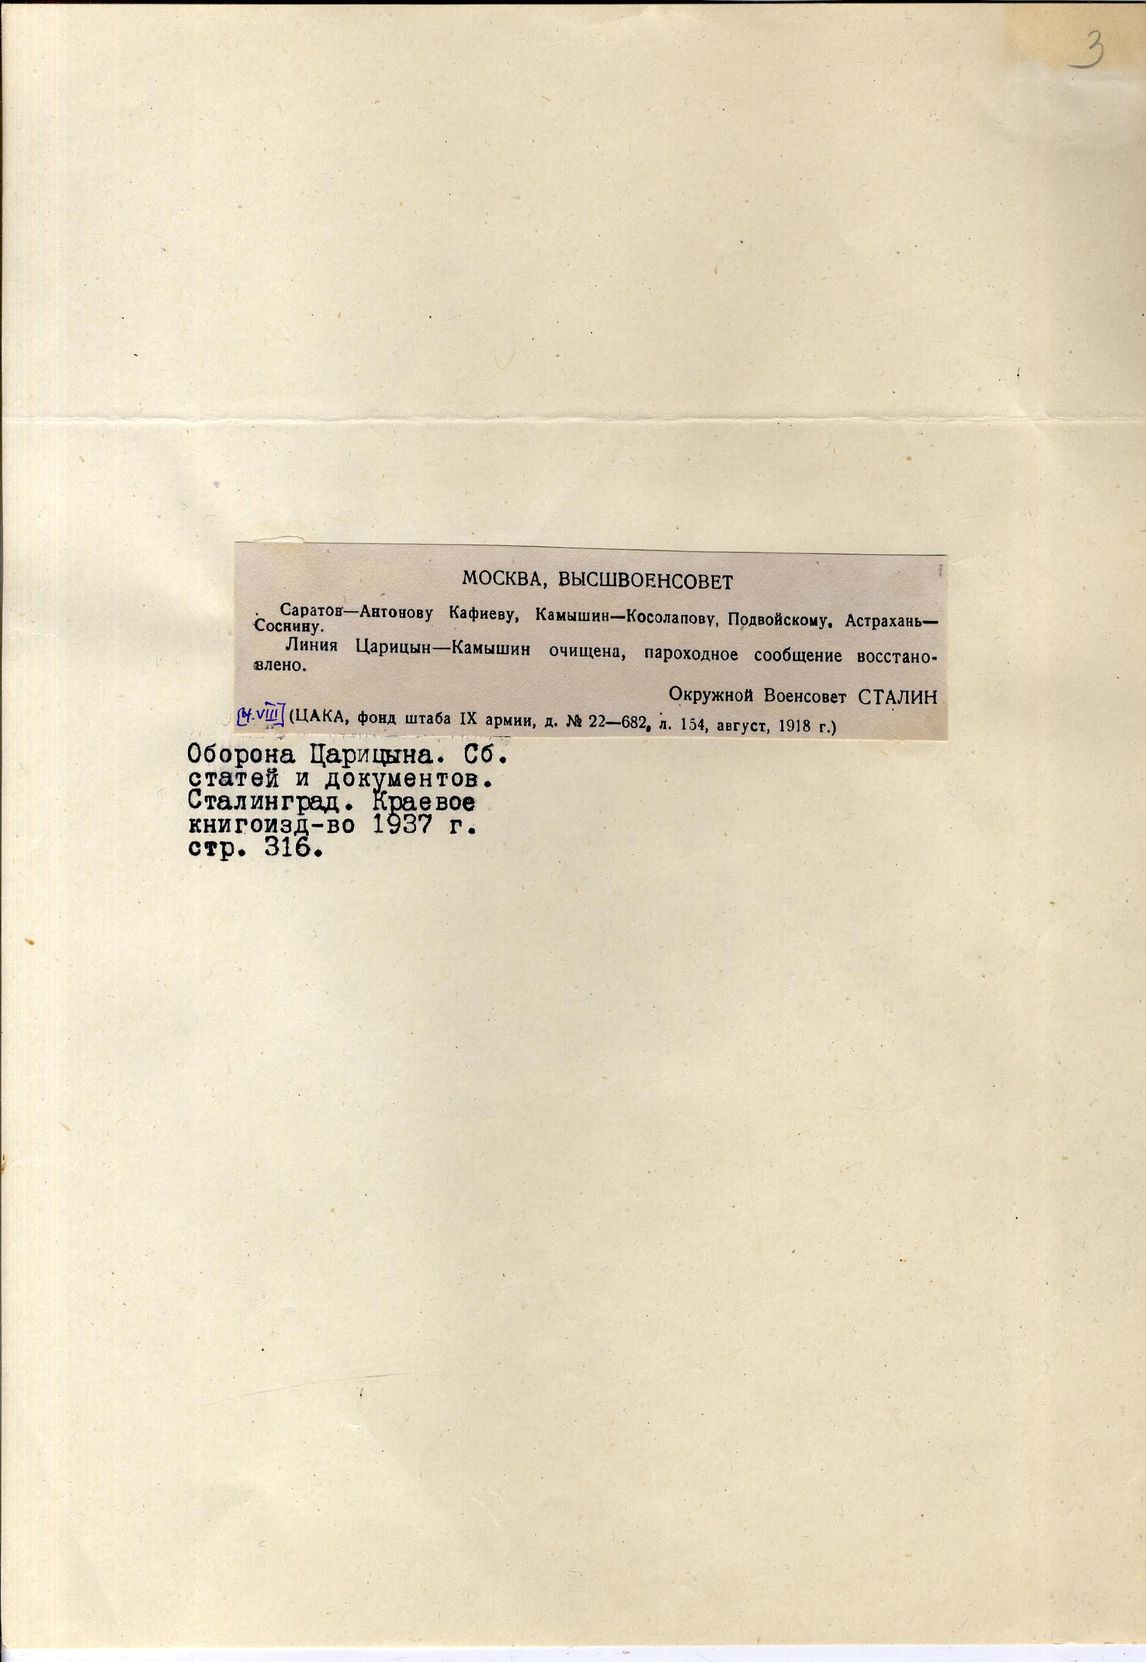 3
МОСКВА, ВЫСШВОЕНСОВЕТ
Саратов—Антонову Кафиеву, Камышин—Косолапову, Подвойскому, Астрахань—
Соснину.
Линия Царицын—Камышин очищена, пароходное сообщение восстано-
влено.
Окружной Военсовет СТАЛИН
[4.VIII] (ЦАКА, фонд штаба IX армии, д. № 22—682, л. 154, август, 1918 г.)
Оборона Царицына. Сб.
статей и документов.
Сталинград. Краевое
книгоизд-во 1937 г.
стр. 316.